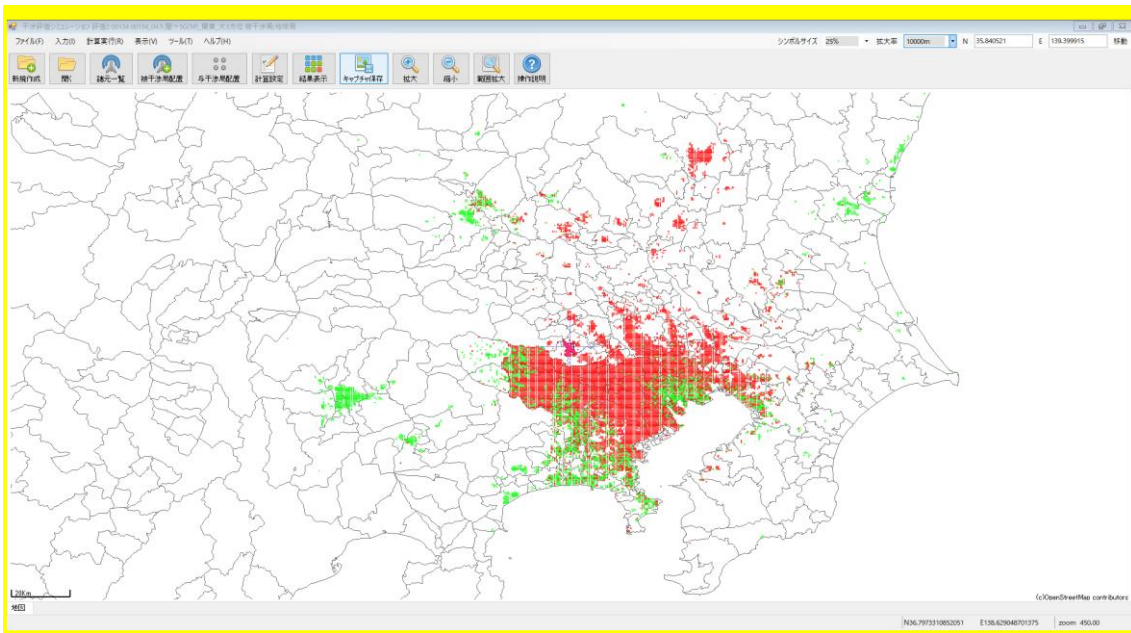 ファイル(F) 入力(I) 計算実行(R) 表示(V) ツール(T) ヘルプ(H)
シンボルサイズ 25% 拡大率 10000m N 35.840521 E 139.399915 移動
新規作成 開く 諸元一覧 被干渉局配置 与干渉局配置 計算設定 結果表示 キャプチャ保存 拡大 縮小 範囲拡大 操作説明
20Km
(c)OpenStreetMap contributors
地図
N36.7973310852051 E138.629048701375 zoom 450.00